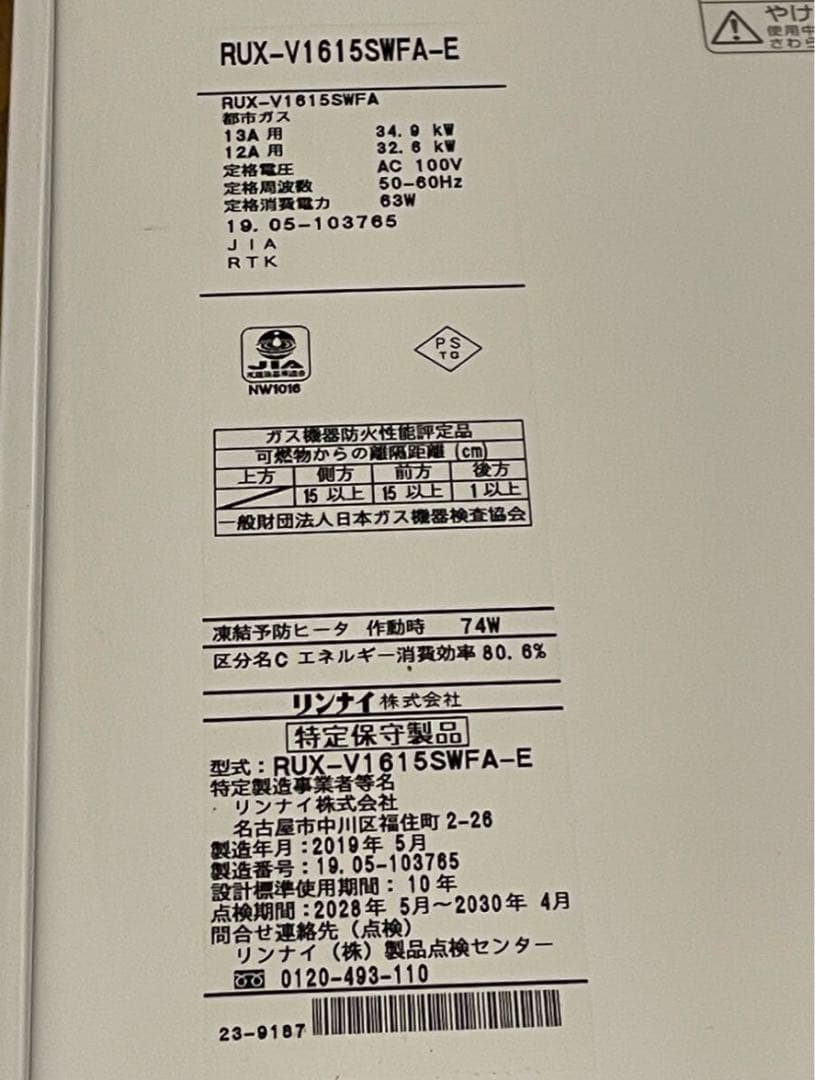 やけ
使用中
さわら
RUX-V1615SWFA-E
RUX-V1615SWFA
都市ガス
13A 用 34.9 kW
12A 用 32.6 kW
定格電圧 AC 100V
定格周波数 50-60Hz
定格消費電力 63W
19.05-103765
JIA
RTK
JIA
NW1016
PS
TG
ガス機器防火性能評定品
可燃物からの離隔距離 (cm)
上方 側方 前方 後方
15 以上 15 以上 1 以上
一般財団法人日本ガス機器検査協会
凍結予防ヒータ 作動時 74W
区分名C エネルギー消費効率 80.6%
リンナイ株式会社
特定保守製品
型式：RUX-V1615SWFA-E
特定製造事業者等名
リンナイ株式会社
名古屋市中川区福住町 2-26
製造年月：2019年 5月
製造番号：19.05-103765
設計標準使用期間： 10年
点検期間：2028年 5月～2030年 4月
問合せ連絡先（点検）
リンナイ（株）製品点検センター
0120-493-110
23-9187